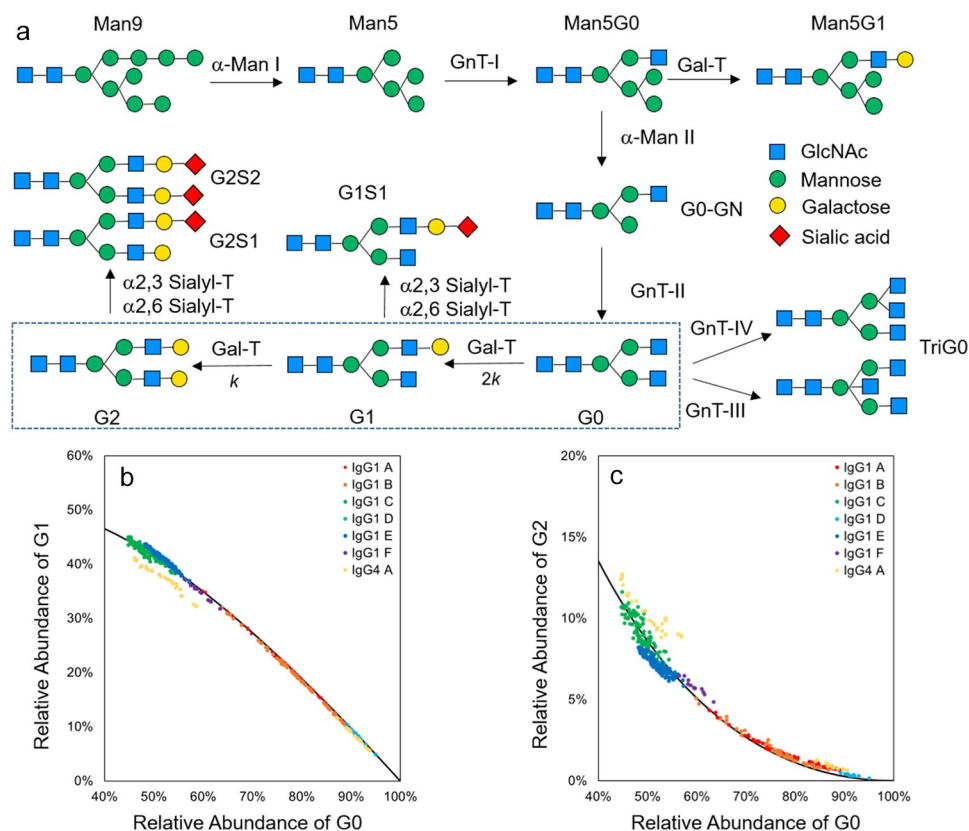 a
Man9
Man5
Man5G0
Man5G1
α-Man I
GnT-I
Gal-T
α-Man II
G2S2
G2S1
G1S1
G0-GN
GlcNAc
Mannose
Galactose
Sialic acid
α2,3 Sialyl-T
α2,6 Sialyl-T
α2,3 Sialyl-T
α2,6 Sialyl-T
GnT-II
GnT-IV
TriG0
GnT-III
Gal-T
k
Gal-T
2k
G2
G1
G0
b
60%
50%
40%
30%
20%
10%
0%
Relative Abundance of G1
IgG1 A
IgG1 B
IgG1 C
IgG1 D
IgG1 E
IgG1 F
IgG4 A
40% 50% 60% 70% 80% 90% 100%
Relative Abundance of G0
c
20%
15%
10%
5%
0%
Relative Abundance of G2
IgG1 A
IgG1 B
IgG1 C
IgG1 D
IgG1 E
IgG1 F
IgG4 A
40% 50% 60% 70% 80% 90% 100%
Relative Abundance of G0